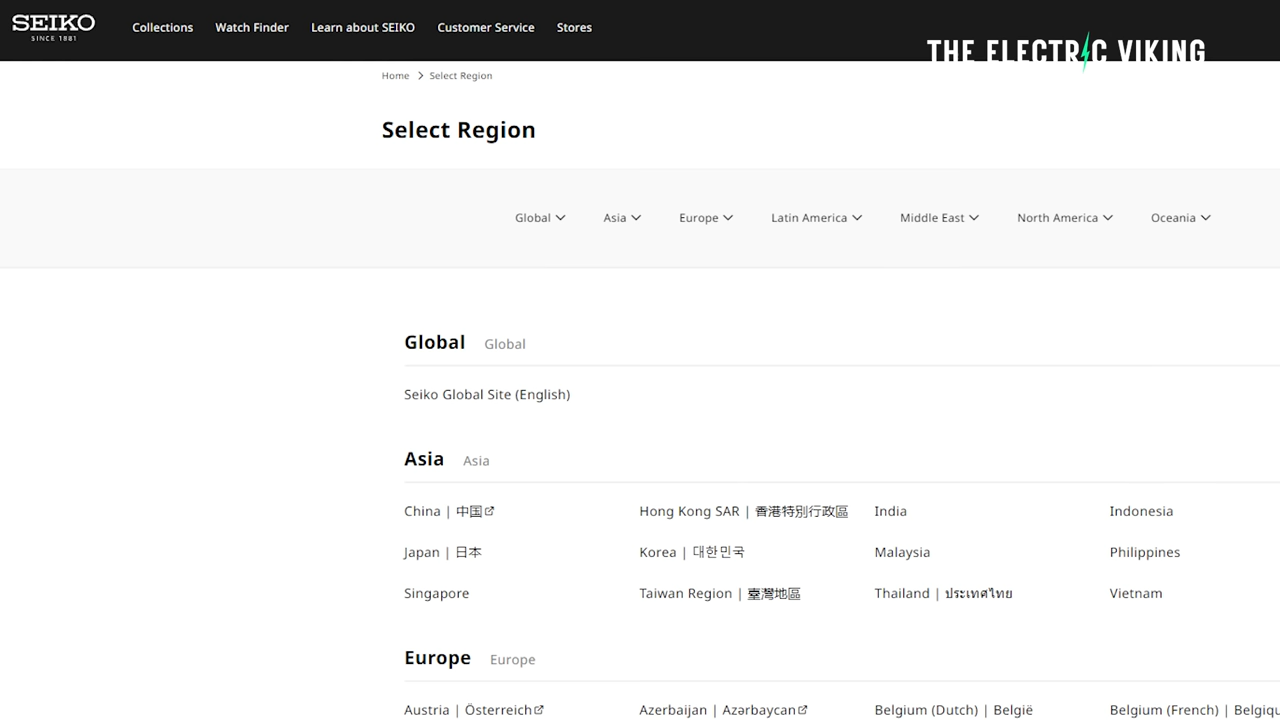 SEIKO
SINCE 1881
Collections Watch Finder Learn about SEIKO Customer Service Stores
THE ELECTRIC VIKING
Home Select Region
Select Region
Global Asia Europe Latin America Middle East North America Oceania
Global Global
Seiko Global Site (English)
Asia Asia
China | 中国 Hong Kong SAR | 香港特別行政區 India Indonesia
Japan | 日本 Korea | 대한민국 Malaysia Philippines
Singapore Taiwan Region | 臺灣地區 Thailand | ประเทศไทย Vietnam
Europe Europe
Austria | Österreich Azerbaijan | Azərbaycan Belgium (Dutch) | België Belgium (French) | Belgiqu